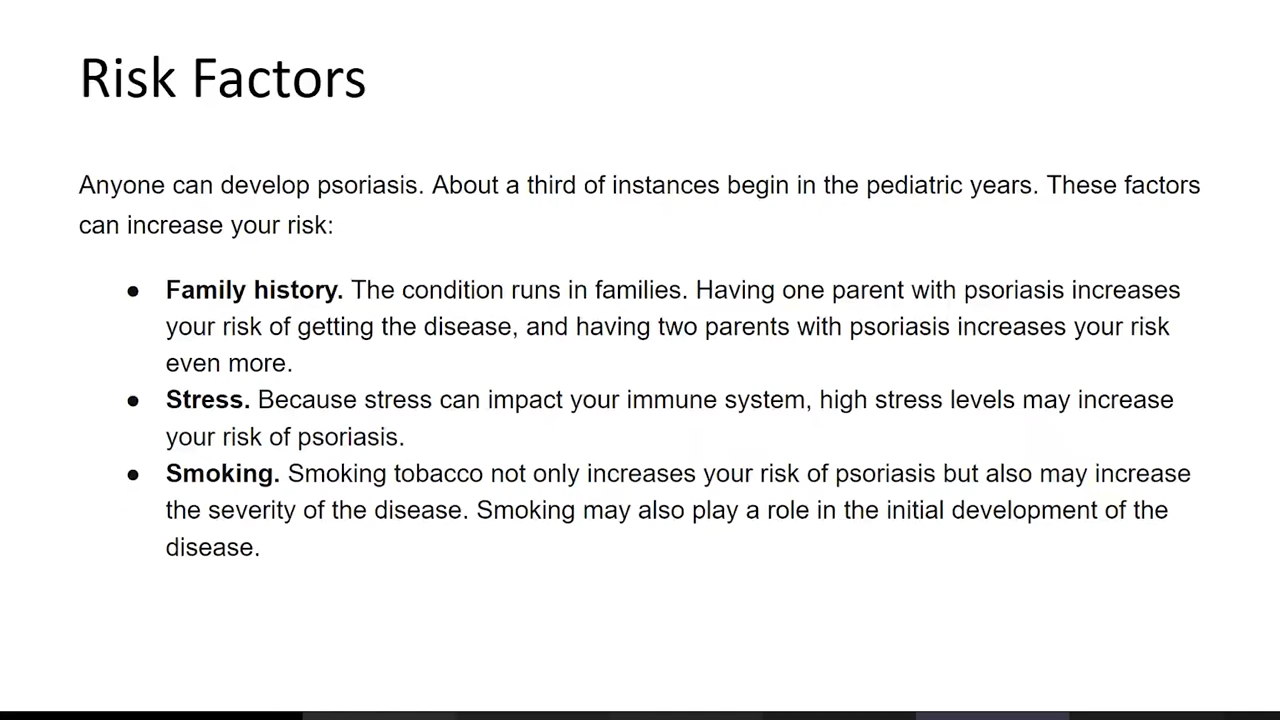 Risk Factors
Anyone can develop psoriasis. About a third of instances begin in the pediatric years. These factors
can increase your risk:
● Family history. The condition runs in families. Having one parent with psoriasis increases
your risk of getting the disease, and having two parents with psoriasis increases your risk
even more.
● Stress. Because stress can impact your immune system, high stress levels may increase
your risk of psoriasis.
● Smoking. Smoking tobacco not only increases your risk of psoriasis but also may increase
the severity of the disease. Smoking may also play a role in the initial development of the
disease.